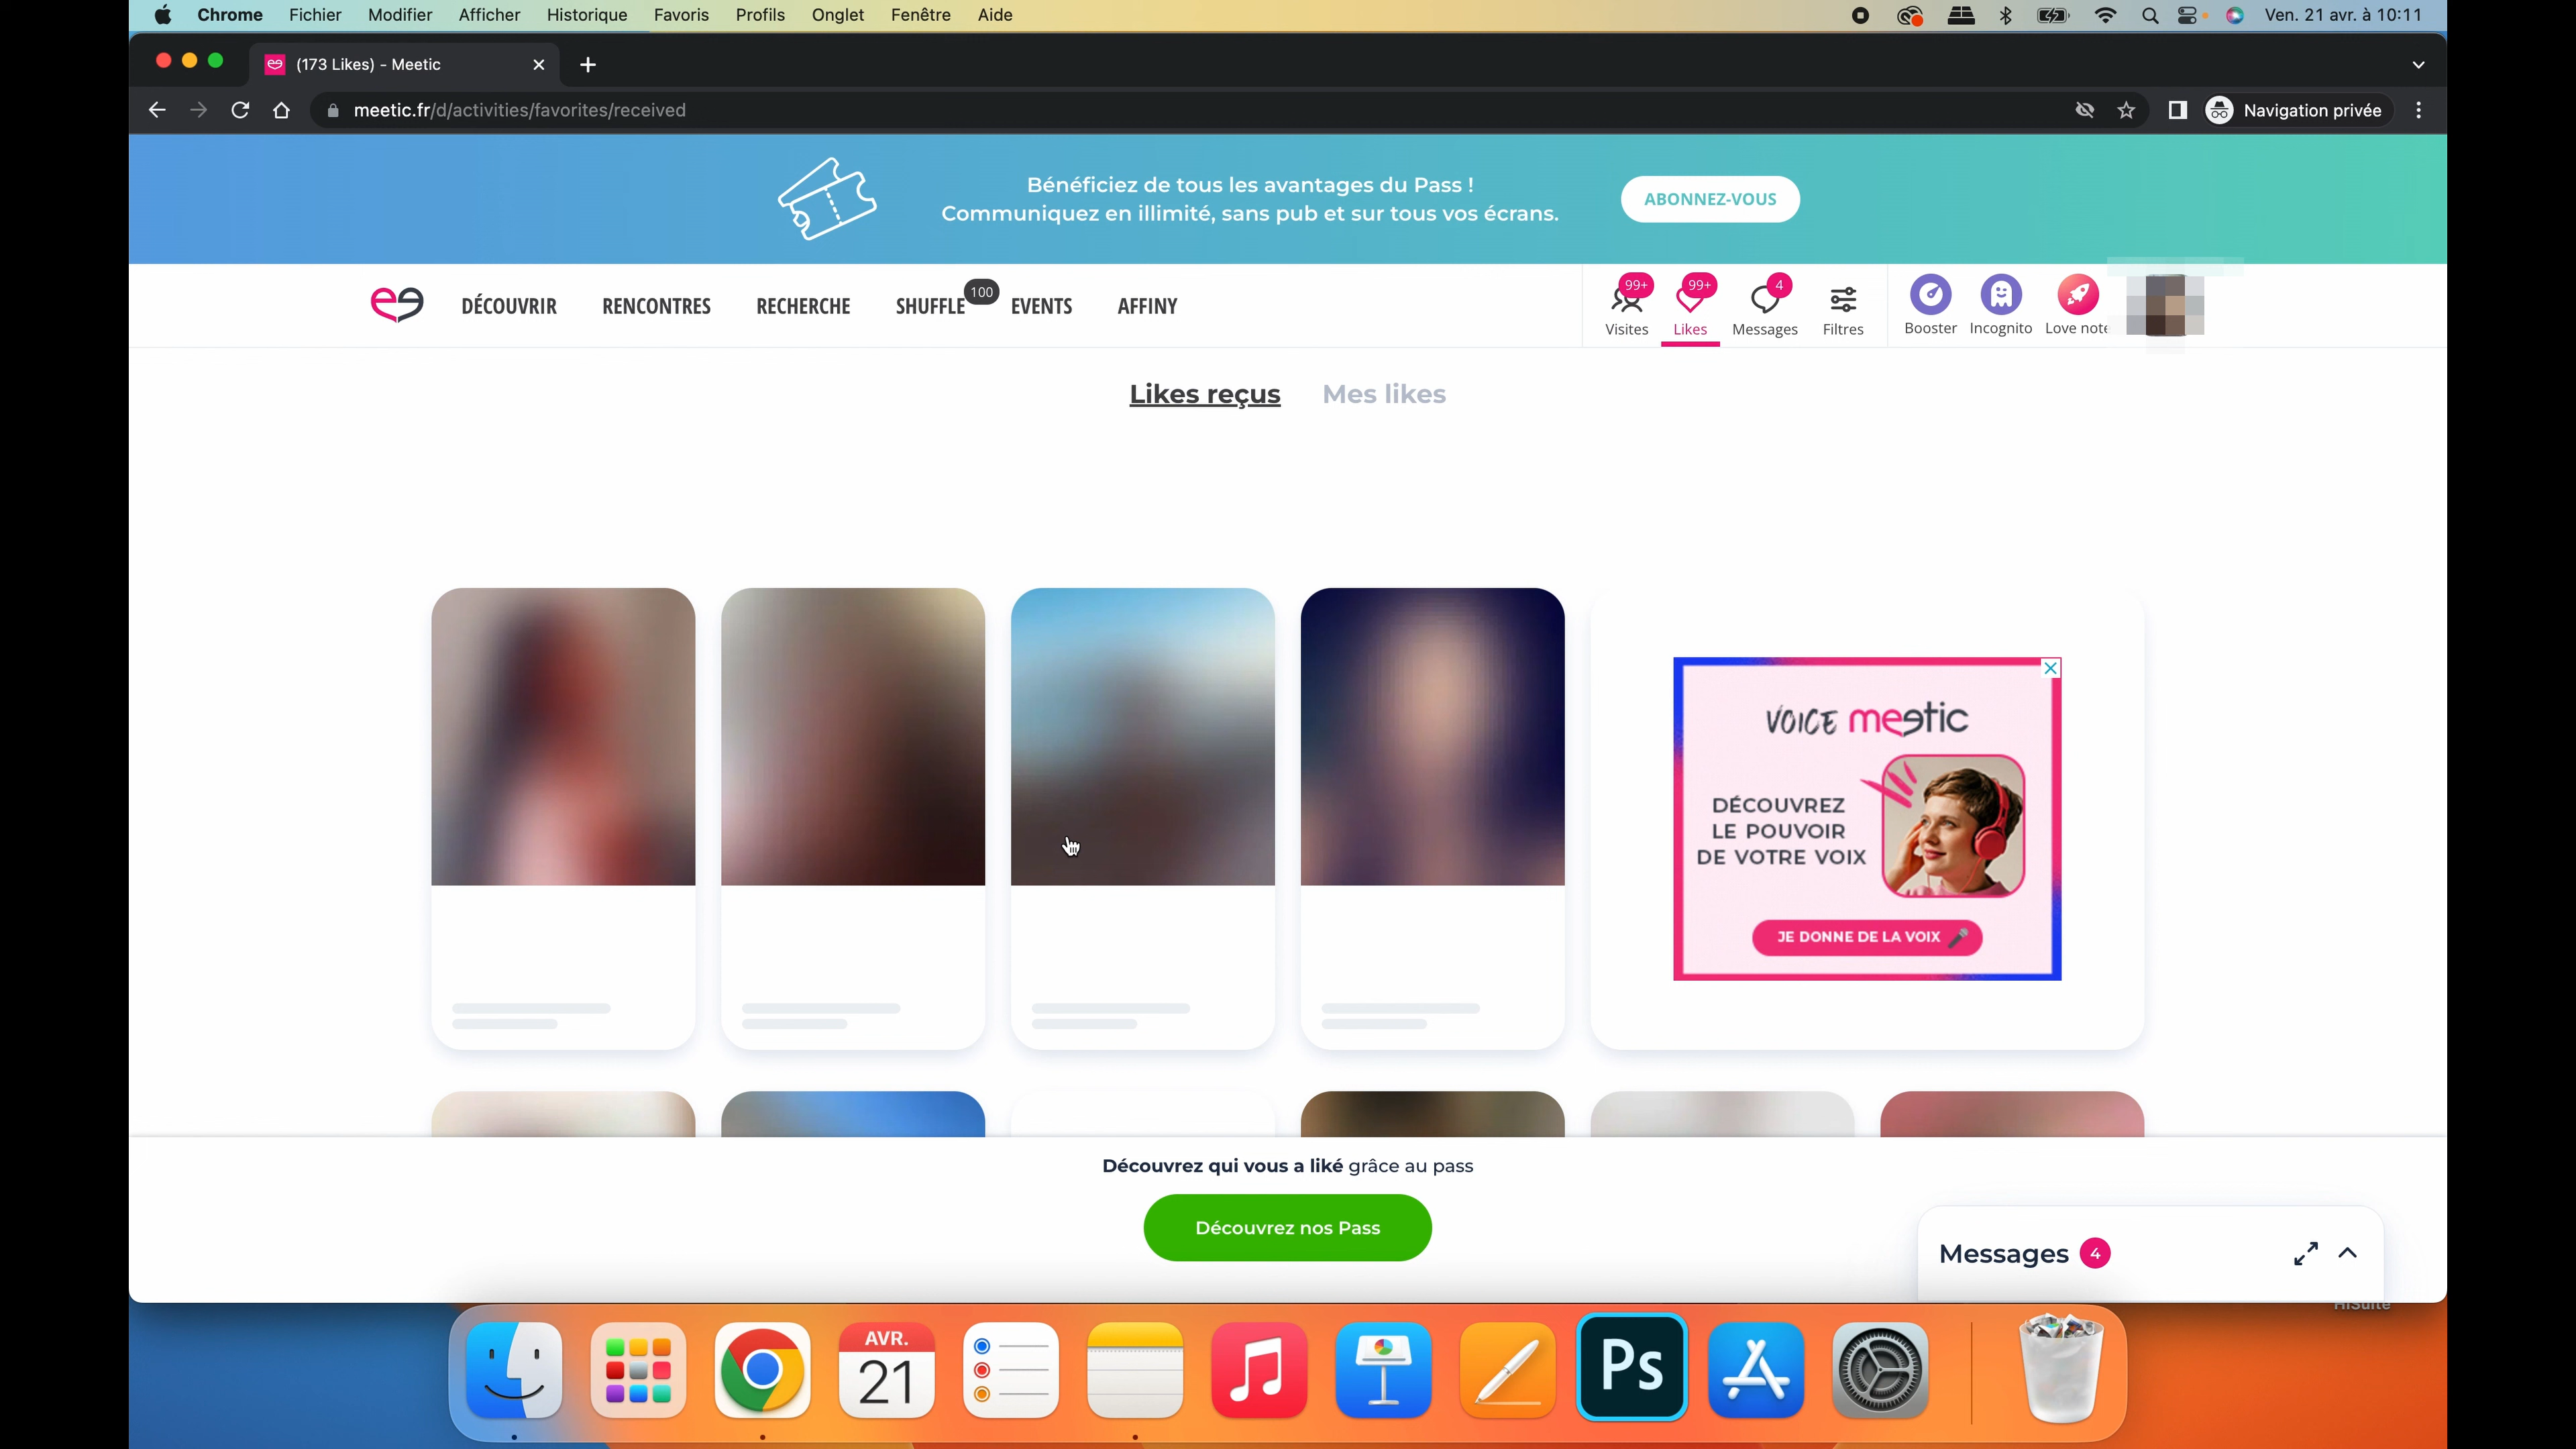 Chrome Fichier Modifier Afficher Historique Favoris Profils Onglet Fenêtre Aide Ven. 21 avr. à 10:11
(173 Likes) - Meetic
meetic.fr/d/activities/favorites/received Navigation privée
Bénéficiez de tous les avantages du Pass !
Communiquez en illimité, sans pub et sur tous vos écrans.
ABONNEZ-VOUS
DÉCOUVRIR RENCONTRES RECHERCHE SHUFFLE 100 EVENTS AFFINY
99+ 99+ 4
Visites Likes Messages Filtres Booster Incognito Love note
Likes reçus Mes likes
VOICE meetic
DÉCOUVREZ
LE POUVOIR
DE VOTRE VOIX
JE DONNE DE LA VOIX
Découvrez qui vous a liké grâce au pass
Découvrez nos Pass
Messages 4
HiSuite
AVR.
21
Ps